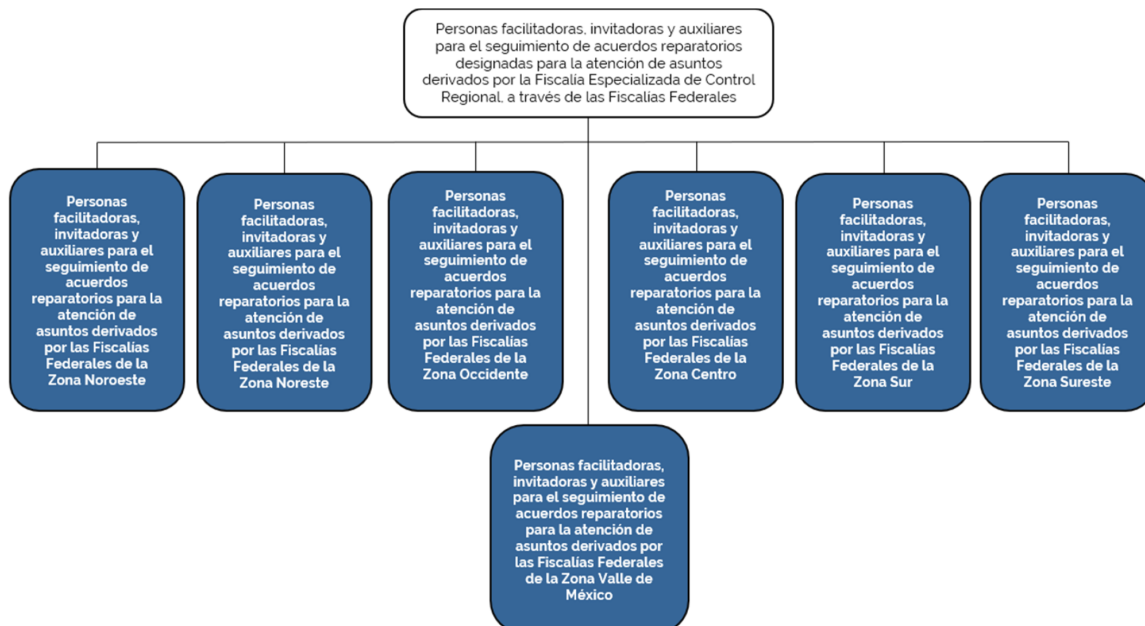 Personas facilitadoras, invitadoras y auxiliares
para el seguimiento de acuerdos reparatorios
designadas para la atención de asuntos
derivados por la Fiscalía Especializada de Control
Regional, a través de las Fiscalías Federales
Personas
facilitadoras,
invitadoras y
auxiliares para el
seguimiento de
acuerdos
reparatorios para la
atención de
asuntos derivados
por las Fiscalías
Federales de la
Zona Noroeste
Personas
facilitadoras,
invitadoras y
auxiliares para el
seguimiento de
acuerdos
reparatorios para la
atención de
asuntos derivados
por las Fiscalías
Federales de la
Zona Noreste
Personas
facilitadoras,
invitadoras y
auxiliares para el
seguimiento de
acuerdos
reparatorios para la
atención de
asuntos derivados
por las Fiscalías
Federales de la
Zona Occidente
Personas
facilitadoras,
invitadoras y
auxiliares para el
seguimiento de
acuerdos
reparatorios para la
atención de
asuntos derivados
por las Fiscalías
Federales de la
Zona Centro
Personas
facilitadoras,
invitadoras y
auxiliares para el
seguimiento de
acuerdos
reparatorios para la
atención de
asuntos derivados
por las Fiscalías
Federales de la
Zona Sur
Personas
facilitadoras,
invitadoras y
auxiliares para el
seguimiento de
acuerdos
reparatorios para la
atención de
asuntos derivados
por las Fiscalías
Federales de la
Zona Sureste
Personas facilitadoras,
invitadoras y auxiliares
para el seguimiento de
acuerdos reparatorios
para la atención de
asuntos derivados por
las Fiscalías Federales
de la Zona Valle de
México